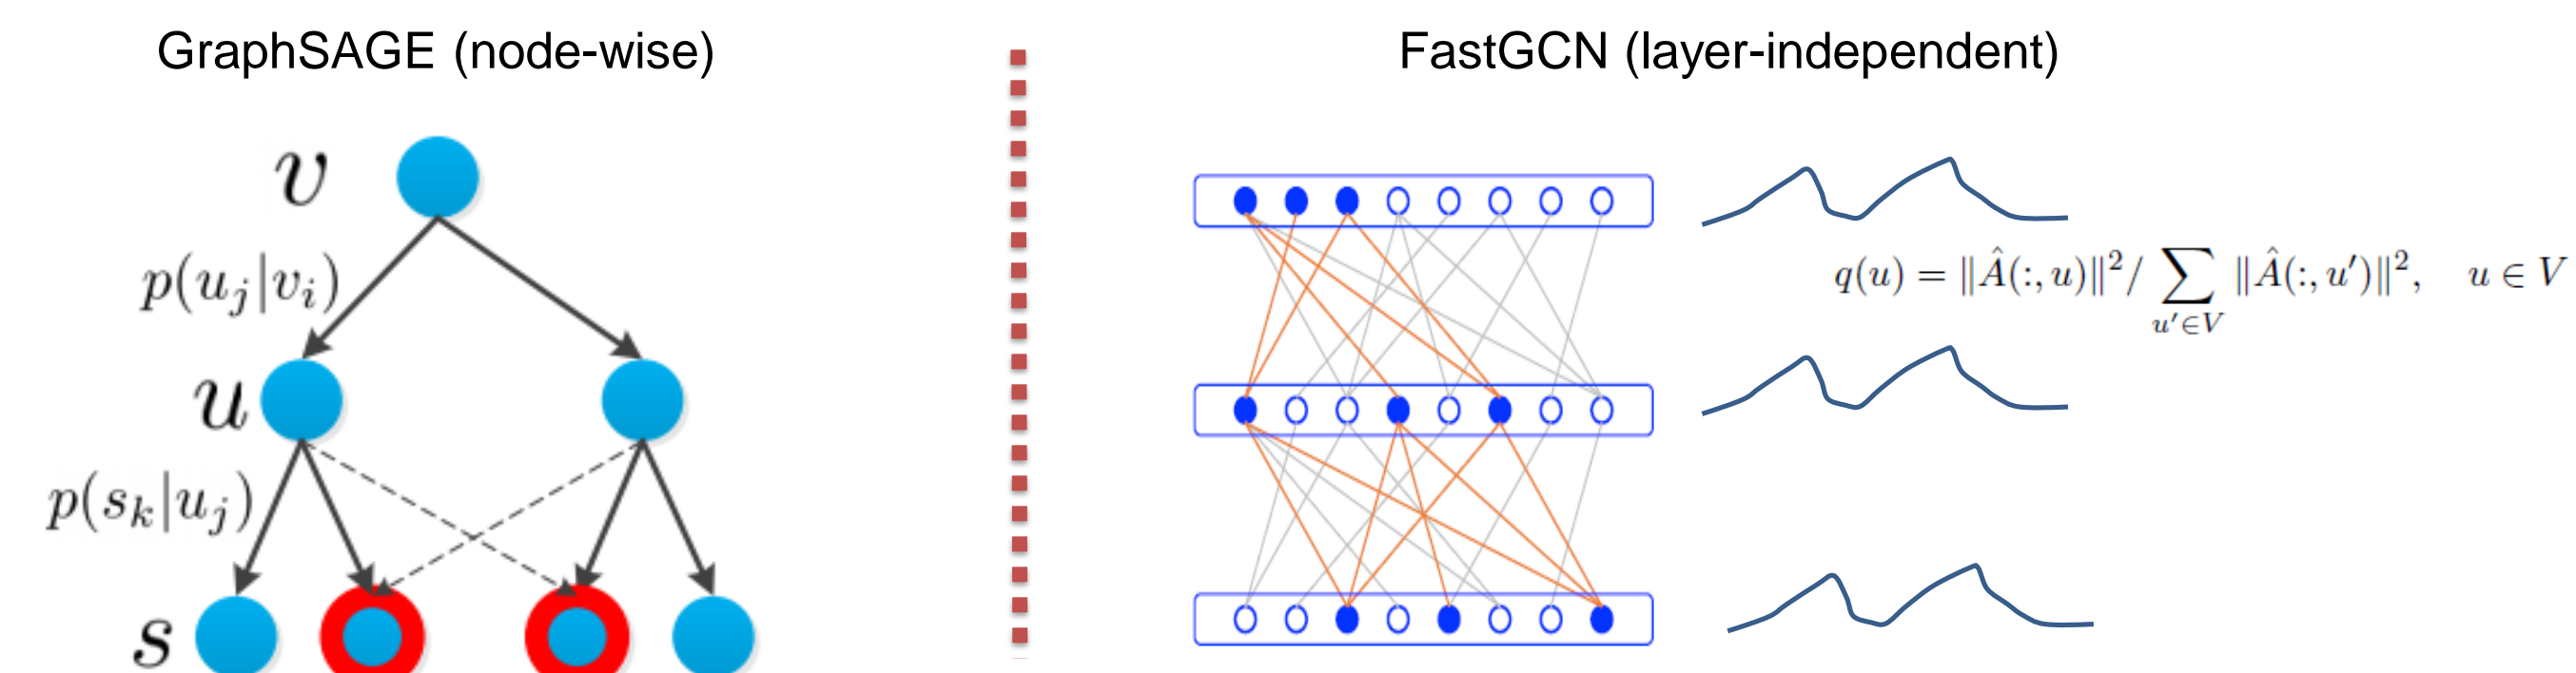 GraphSAGE (node-wise)
v
p(u_j|v_i)
u
p(s_k|u_j)
s
FastGCN (layer-independent)
q(u) = ‖Â(:, u)‖²/ ∑_{u′∈V} ‖Â(:, u′)‖², u ∈ V